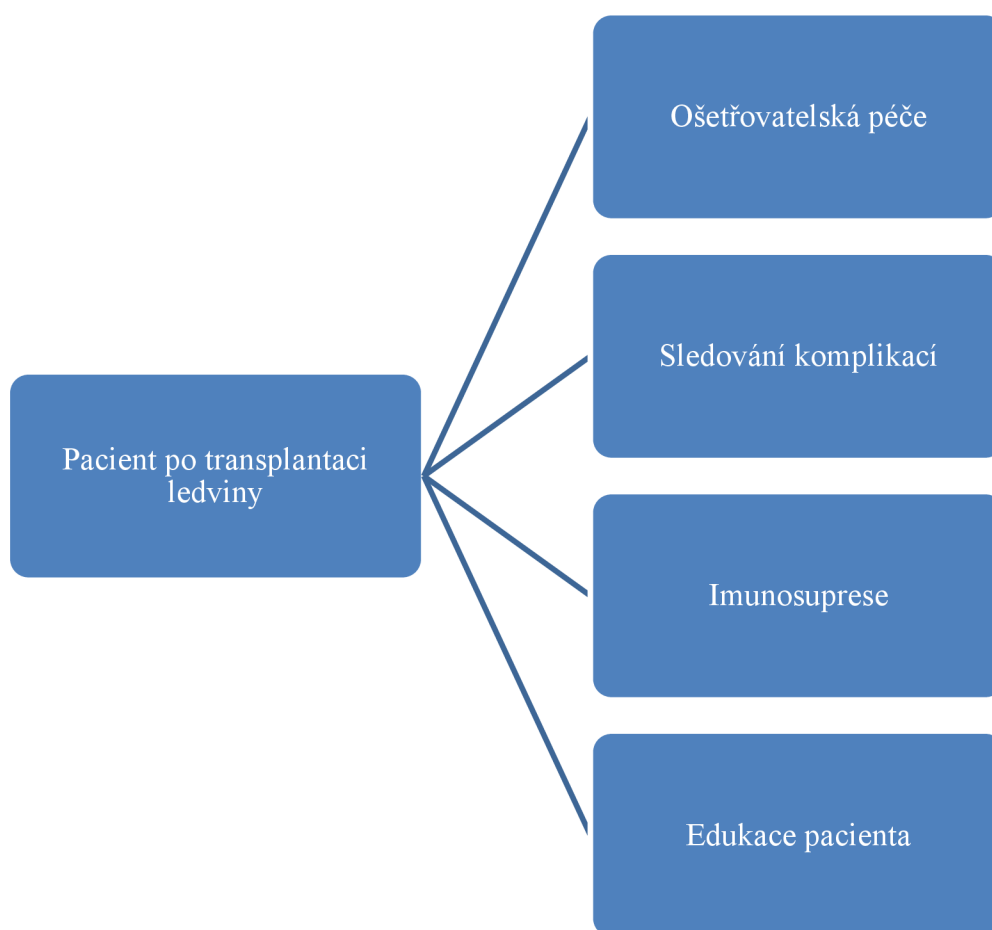 Ošetřovatelská péče
Sledování komplikací
Pacient po transplantaci
ledviny
Imunosuprese
Edukace pacienta